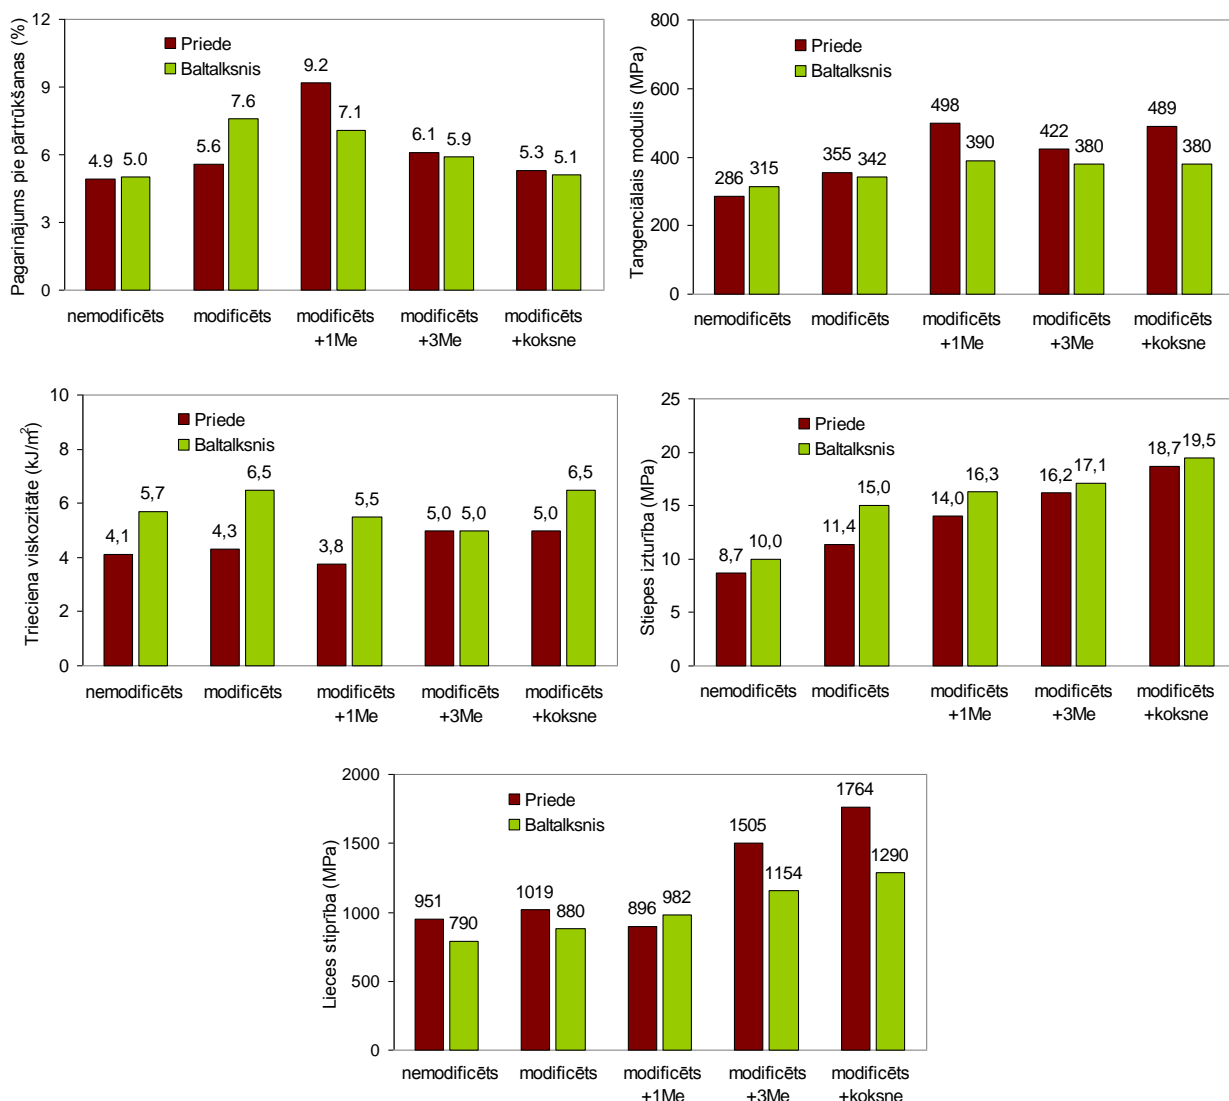 Pagarinājums pie pārtrūkšanas (%)
12
9
6
3
0
Priede
Baltalksnis
4.9 5.0
5.6 7.6
9.2 7.1
6.1 5.9
5.3 5.1
nemodificēts modificēts modificēts +1Me modificēts +3Me modificēts +koksne
Tangenciālais modulis (MPa)
800
600
400
200
0
Priede
Baltalksnis
286 315
355 342
498 390
422 380
489 380
nemodificēts modificēts modificēts +1Me modificēts +3Me modificēts +koksne
Trieciena viskozitāte (kJ/m²)
10
8
6
4
2
0
Priede
Baltalksnis
4,1 5,7
4,3 6,5
3,8 5,5
5,0 5,0
5,0 6,5
nemodificēts modificēts modificēts +1Me modificēts +3Me modificēts +koksne
Stiepes izturība (MPa)
25
20
15
10
5
0
Priede
Baltalksnis
8,7 10,0
11,4 15,0
14,0 16,3
16,2 17,1
18,7 19,5
nemodificēts modificēts modificēts +1Me modificēts +3Me modificēts +koksne
Lieces stiprība (MPa)
2000
1500
1000
500
0
Priede
Baltalksnis
951 790
1019 880
896 982
1505 1154
1764 1290
nemodificēts modificēts modificēts +1Me modificēts +3Me modificēts +koksne